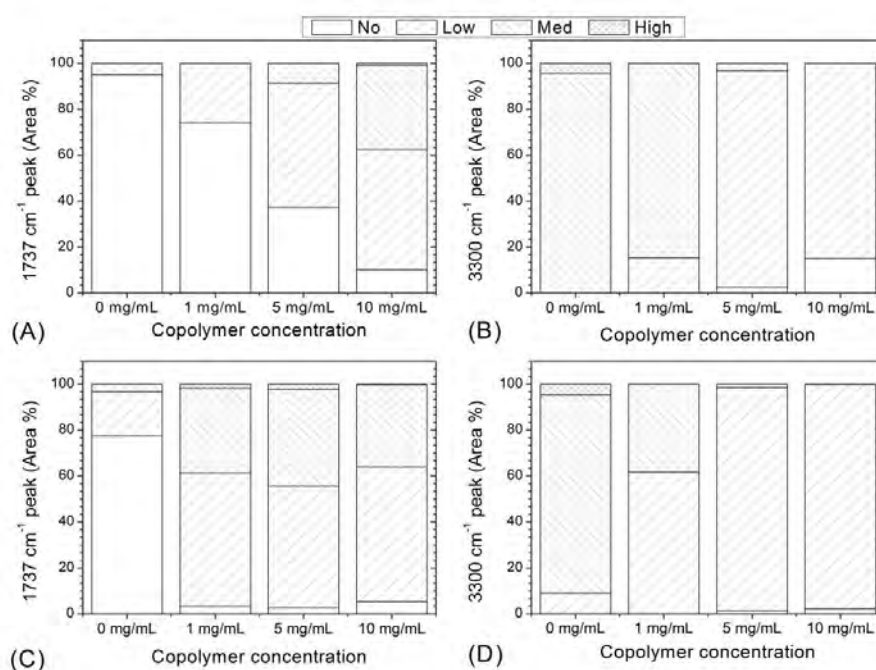 No Low Med High
100
80
60
40
20
0
1737 cm⁻¹ peak (Area %)
0 mg/mL 1 mg/mL 5 mg/mL 10 mg/mL
(A) Copolymer concentration
100
80
60
40
20
0
3300 cm⁻¹ peak (Area %)
0 mg/mL 1 mg/mL 5 mg/mL 10 mg/mL
(B) Copolymer concentration
100
80
60
40
20
0
1737 cm⁻¹ peak (Area %)
0 mg/mL 1 mg/mL 5 mg/mL 10 mg/mL
(C) Copolymer concentration
100
80
60
40
20
0
3300 cm⁻¹ peak (Area %)
0 mg/mL 1 mg/mL 5 mg/mL 10 mg/mL
(D) Copolymer concentration